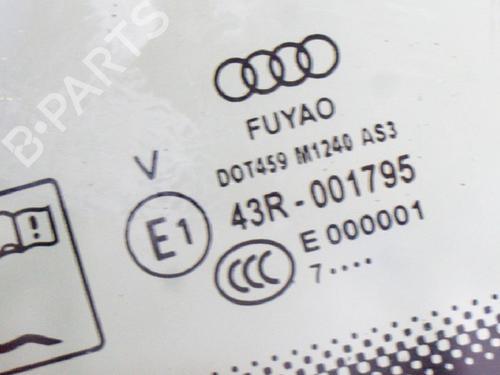 B-PARTS
FUYAO
DOT459 M1240 AS3
V
E1
43R-001795
CCC
E 000001
7····
!